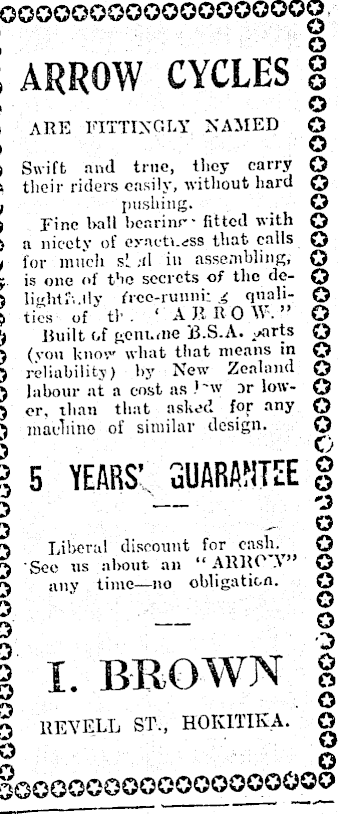 ARROW CYCLES
ARE FITTINGLY NAMED
Swift and true, they carry
their riders easily, without hard
pushing.
Fine ball bearings fitted with
a nicety of exactness that calls
for much skill in assembling,
is one of the secrets of the de-
lightfully free-running quali-
ties of the "ARROW."
Built of genuine B.S.A. parts
(you know what that means in
reliability) by New Zealand
labour at a cost as low or low-
er, than that asked for any
machine of similar design.
5 YEARS' GUARANTEE
Liberal discount for cash.
See us about an "ARROW"
any time—no obligation.
I. BROWN
REVELL ST., HOKITIKA.